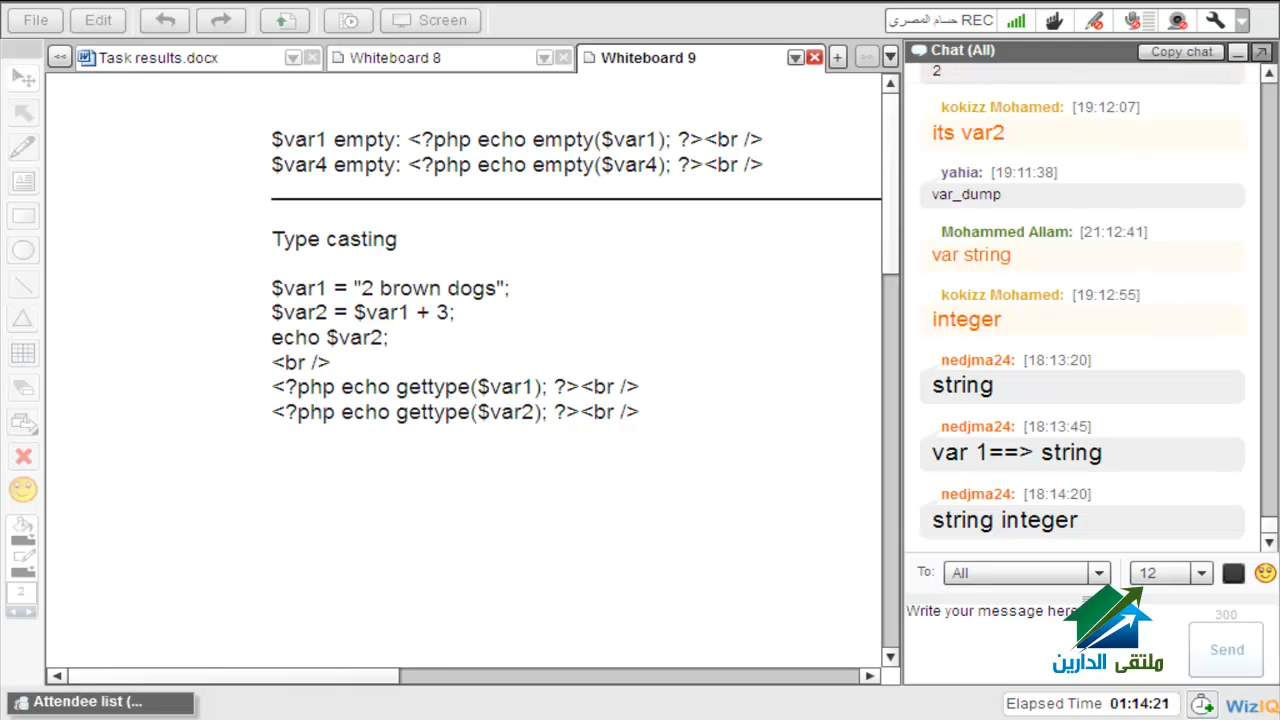 File
Edit
Screen
حسام المصري REC
<<
Task results.docx
Whiteboard 8
Whiteboard 9
+
$var1 empty: <?php echo empty($var1); ?><br />
$var4 empty: <?php echo empty($var4); ?><br />
Type casting
$var1 = "2 brown dogs";
$var2 = $var1 + 3;
echo $var2;
<br />
<?php echo gettype($var1); ?><br />
<?php echo gettype($var2); ?><br />
2
Chat (All)
Copy chat
2
kokizz Mohamed: [19:12:07]
its var2
yahia: [19:11:38]
var_dump
Mohammed Allam: [21:12:41]
var string
kokizz Mohamed: [19:12:55]
integer
nedjma24: [18:13:20]
string
nedjma24: [18:13:45]
var 1==> string
nedjma24: [18:14:20]
string integer
To: All
12
Write your message here
300
Send
ملتقى الدارين
Attendee list (...
Elapsed Time 01:14:21
WizIQ